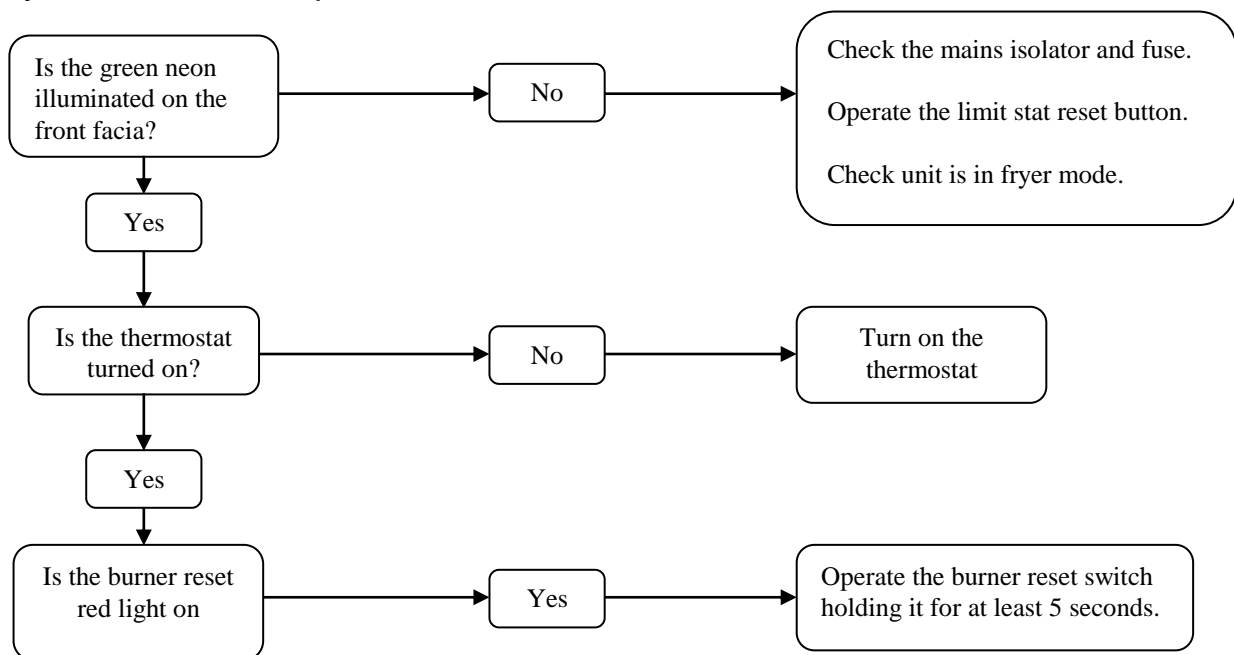 Is the green neon
illuminated on the
front facia?
No
Check the mains isolator and fuse.
Operate the limit stat reset button.
Check unit is in fryer mode.
Yes
Is the thermostat
turned on?
No
Turn on the
thermostat
Yes
Is the burner reset
red light on
Yes
Operate the burner reset switch
holding it for at least 5 seconds.